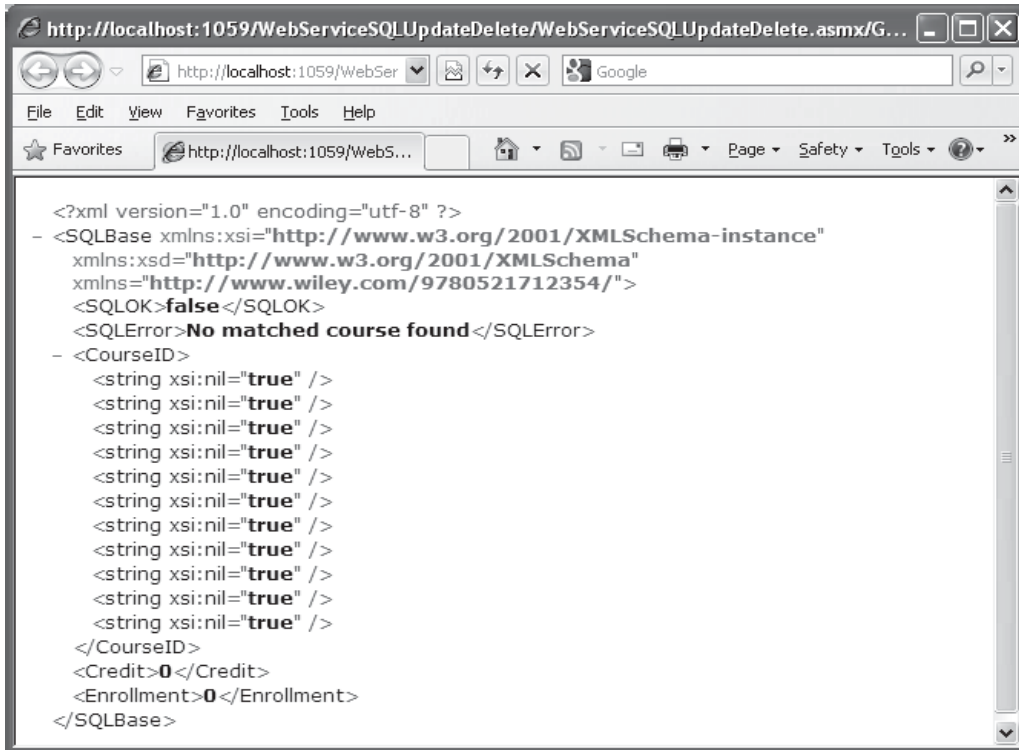 http://localhost:1059/WebServiceSQLUpdateDelete/WebServiceSQLUpdateDelete.asmx/G...
http://localhost:1059/WebSer
Google
File Edit View Favorites Tools Help
Favorites http://localhost:1059/WebS... Page Safety Tools
<?xml version="1.0" encoding="utf-8" ?>
- <SQLBase xmlns:xsi="http://www.w3.org/2001/XMLSchema-instance"
xmlns:xsd="http://www.w3.org/2001/XMLSchema"
xmlns="http://www.wiley.com/9780521712354/">
<SQLOK>false</SQLOK>
<SQLError>No matched course found</SQLError>
- <CourseID>
<string xsi:nil="true" />
<string xsi:nil="true" />
<string xsi:nil="true" />
<string xsi:nil="true" />
<string xsi:nil="true" />
<string xsi:nil="true" />
<string xsi:nil="true" />
<string xsi:nil="true" />
<string xsi:nil="true" />
<string xsi:nil="true" />
<string xsi:nil="true" />
</CourseID>
<Credit>0</Credit>
<Enrollment>0</Enrollment>
</SQLBase>